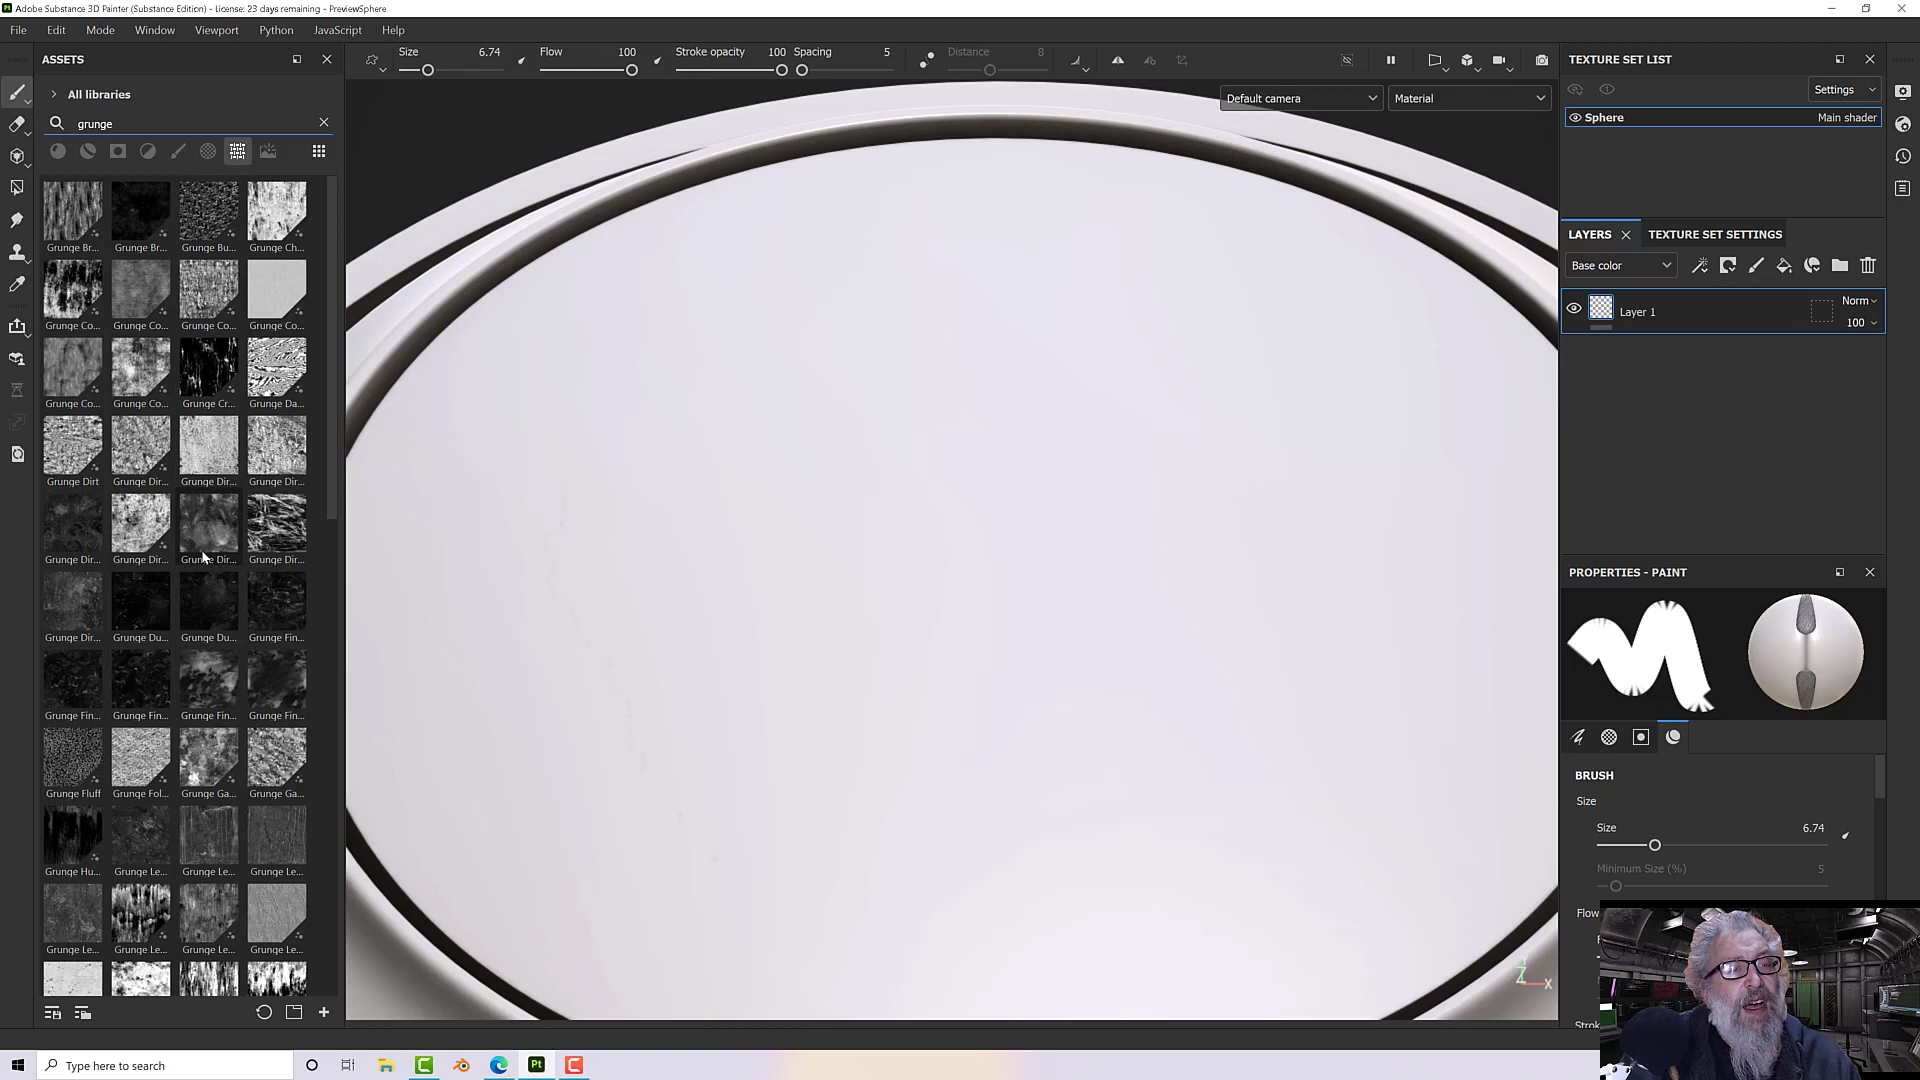 Adobe Substance 3D Painter (Substance Edition) - License: 23 days remaining - PreviewSphere
File Edit Mode Window Viewport Python JavaScript Help
ASSETS
All libraries
grunge
Grunge Br... Grunge Br... Grunge Bu... Grunge Ch...
Grunge Co... Grunge Co... Grunge Co... Grunge Co...
Grunge Co... Grunge Co... Grunge Cr... Grunge Da...
Grunge Dirt Grunge Dir... Grunge Dir... Grunge Dir...
Grunge Dir... Grunge Dir... Grunge Dir... Grunge Dir...
Grunge Dir... Grunge Du... Grunge Du... Grunge Fin...
Grunge Fin... Grunge Fin... Grunge Fin... Grunge Fin...
Grunge Fluff Grunge Fol... Grunge Ga... Grunge Ga...
Grunge Hu... Grunge Le... Grunge Le... Grunge Le...
Grunge Le... Grunge Le... Grunge Le... Grunge Le...
Size 6.74 Flow 100 Stroke opacity 100 Spacing 5 Distance 8
Default camera Material
X
TEXTURE SET LIST
Settings
Sphere Main shader
LAYERS TEXTURE SET SETTINGS
Base color
Layer 1 Norm
100
PROPERTIES - PAINT
BRUSH
Size
Size 6.74
Minimum Size (%) 5
Flow
Type here to search
Pt